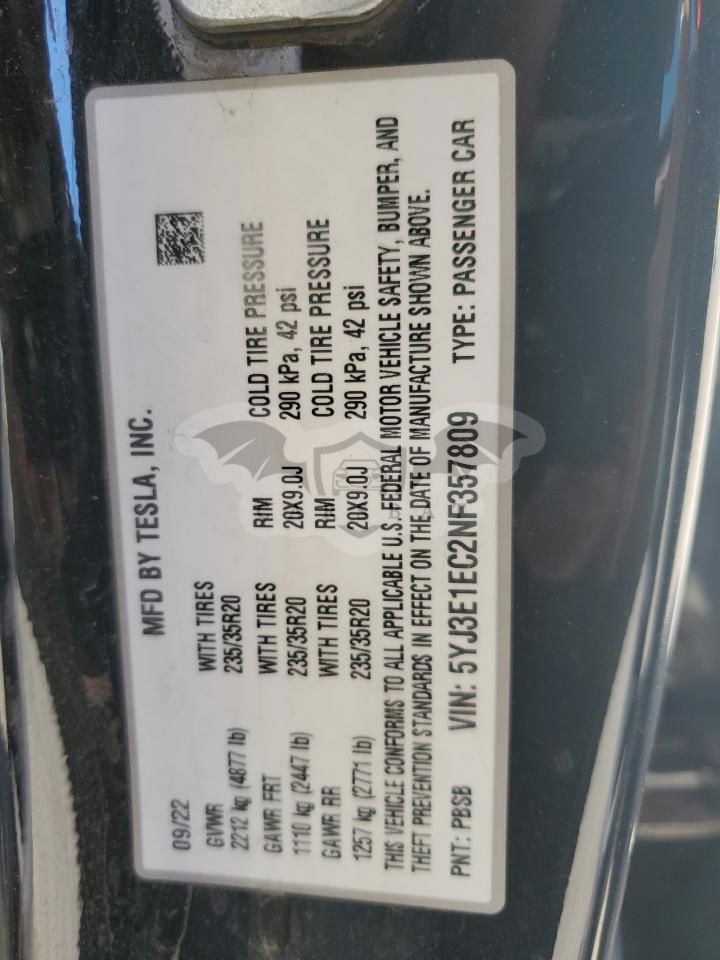 MFD BY TESLA, INC.
09/22
GVWR WITH TIRES
2212 kg (4877 lb) 235/35R20
GAWR FRT WITH TIRES RIM COLD TIRE PRESSURE
1110 kg (2447 lb) 235/35R20 20X9.0J 290 kPa, 42 psi
GAWR RR WITH TIRES RIM COLD TIRE PRESSURE
1257 kg (2771 lb) 235/35R20 20X9.0J 290 kPa, 42 psi
THIS VEHICLE CONFORMS TO ALL APPLICABLE U.S. FEDERAL MOTOR VEHICLE SAFETY, BUMPER, AND
THEFT PREVENTION STANDARDS IN EFFECT ON THE DATE OF MANUFACTURE SHOWN ABOVE.
PNT: PBSB VIN: 5YJ3E1EC2NF357809 TYPE: PASSENGER CAR